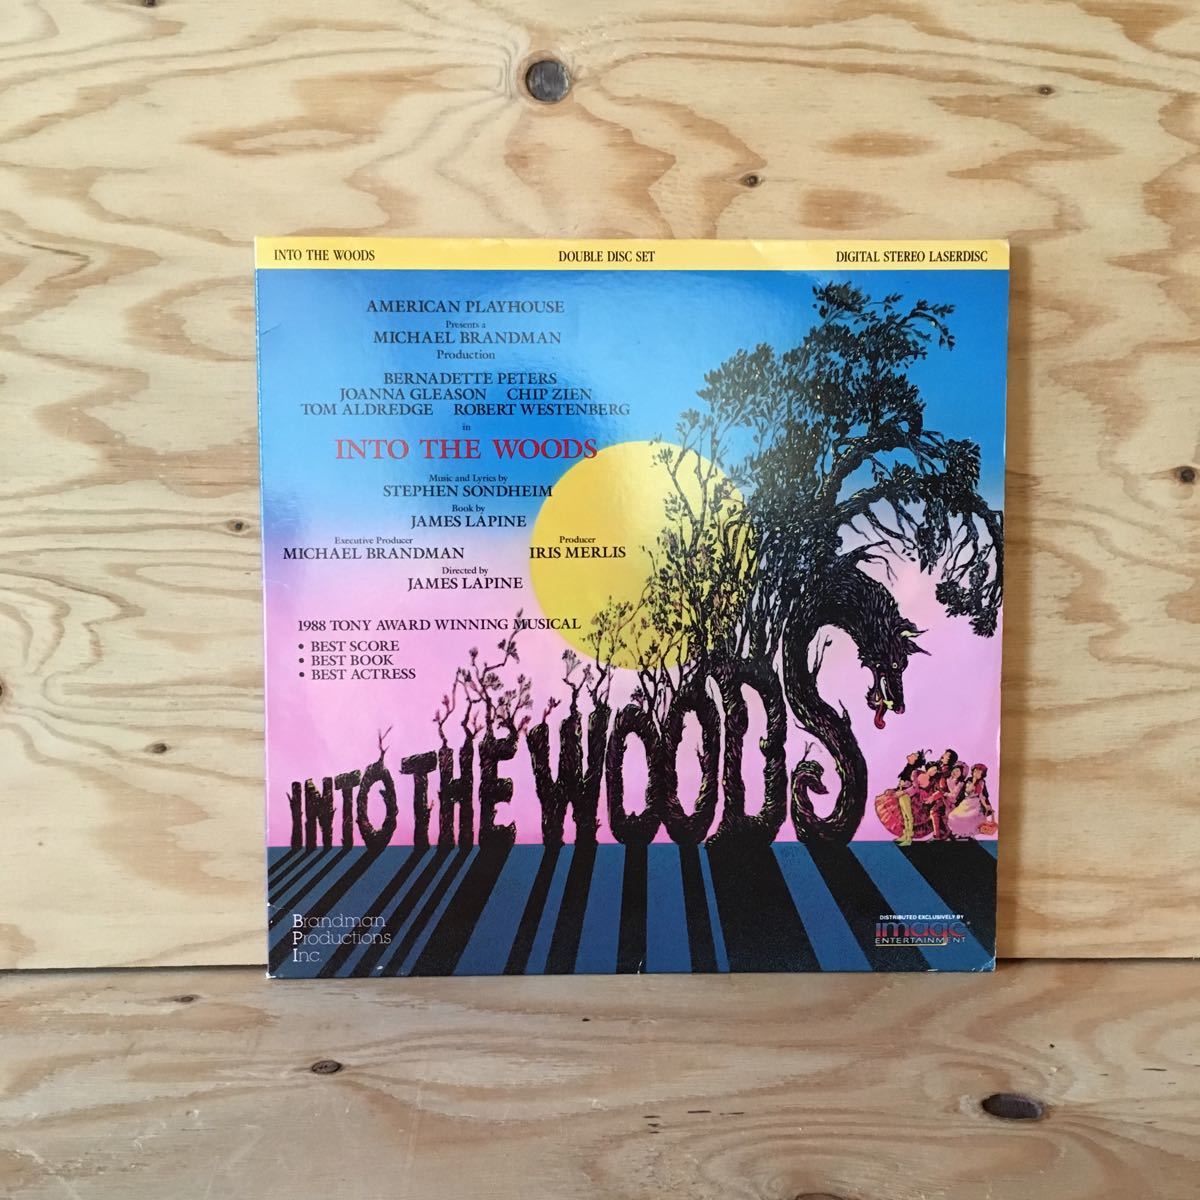 INTO THE WOODS DOUBLE DISC SET DIGITAL STEREO LASERDISC
AMERICAN PLAYHOUSE
Presents a
MICHAEL BRANDMAN
Production
BERNADETTE PETERS
JOANNA GLEASON CHIP ZIEN
TOM ALDREDGE ROBERT WESTENBERG
in
INTO THE WOODS
Music and Lyrics by
STEPHEN SONDHEIM
Book by
JAMES LAPINE
Executive Producer
MICHAEL BRANDMAN
Producer
IRIS MERLIS
Directed by
JAMES LAPINE
1988 TONY AWARD WINNING MUSICAL
• BEST SCORE
• BEST BOOK
• BEST ACTRESS
INTO THE WOODS
Brandman
Productions
Inc.
DISTRIBUTED EXCLUSIVELY BY
image®
ENTERTAINMENT